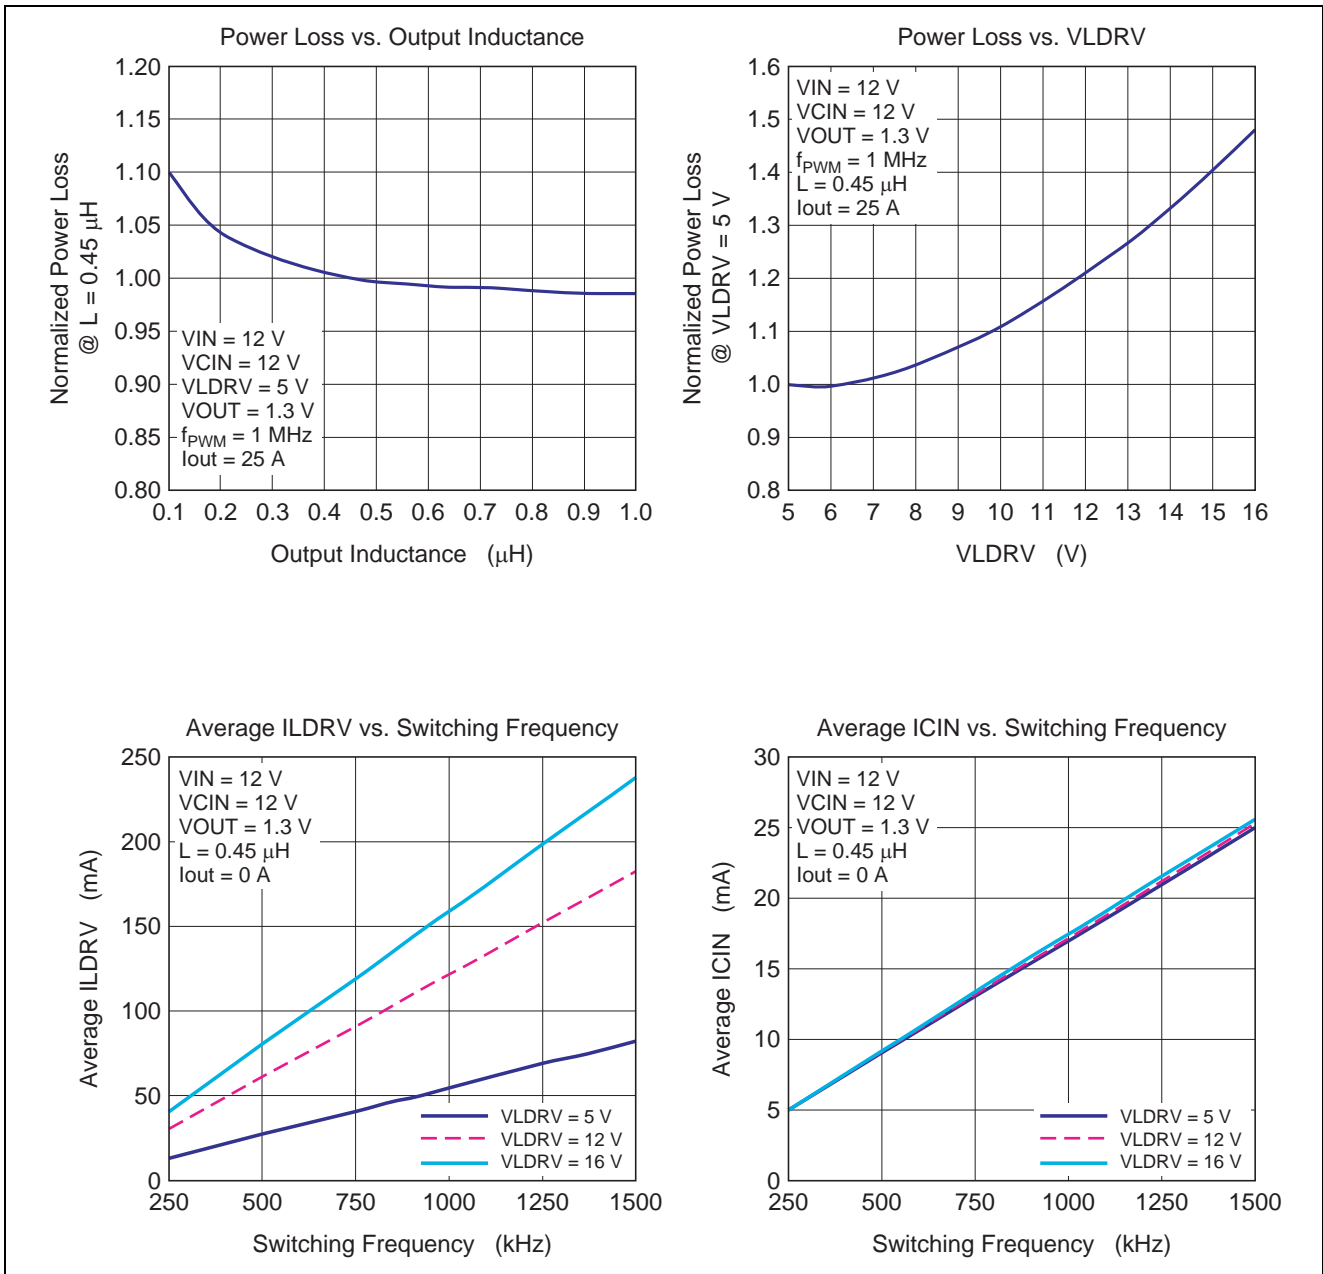 Power Loss vs. Output Inductance
1.20
1.15
1.10
1.05
1.00
0.95
0.90
0.85
0.80
Normalized Power Loss
@ L = 0.45 μH
VIN = 12 V
VCIN = 12 V
VLDRV = 5 V
VOUT = 1.3 V
fPWM = 1 MHz
Iout = 25 A
0.1 0.2 0.3 0.4 0.5 0.6 0.7 0.8 0.9 1.0
Output Inductance (μH)
Power Loss vs. VLDRV
1.6
1.5
1.4
1.3
1.2
1.1
1.0
0.9
0.8
Normalized Power Loss
@ VLDRV = 5 V
VIN = 12 V
VCIN = 12 V
VOUT = 1.3 V
fPWM = 1 MHz
L = 0.45 μH
Iout = 25 A
5 6 7 8 9 10 11 12 13 14 15 16
VLDRV (V)
Average ILDRV vs. Switching Frequency
250
200
150
100
50
0
Average ILDRV (mA)
VIN = 12 V
VCIN = 12 V
VOUT = 1.3 V
L = 0.45 μH
Iout = 0 A
VLDRV = 5 V
VLDRV = 12 V
VLDRV = 16 V
250 500 750 1000 1250 1500
Switching Frequency (kHz)
Average ICIN vs. Switching Frequency
30
25
20
15
10
5
0
Average ICIN (mA)
VIN = 12 V
VCIN = 12 V
VOUT = 1.3 V
L = 0.45 μH
Iout = 0 A
VLDRV = 5 V
VLDRV = 12 V
VLDRV = 16 V
250 500 750 1000 1250 1500
Switching Frequency (kHz)